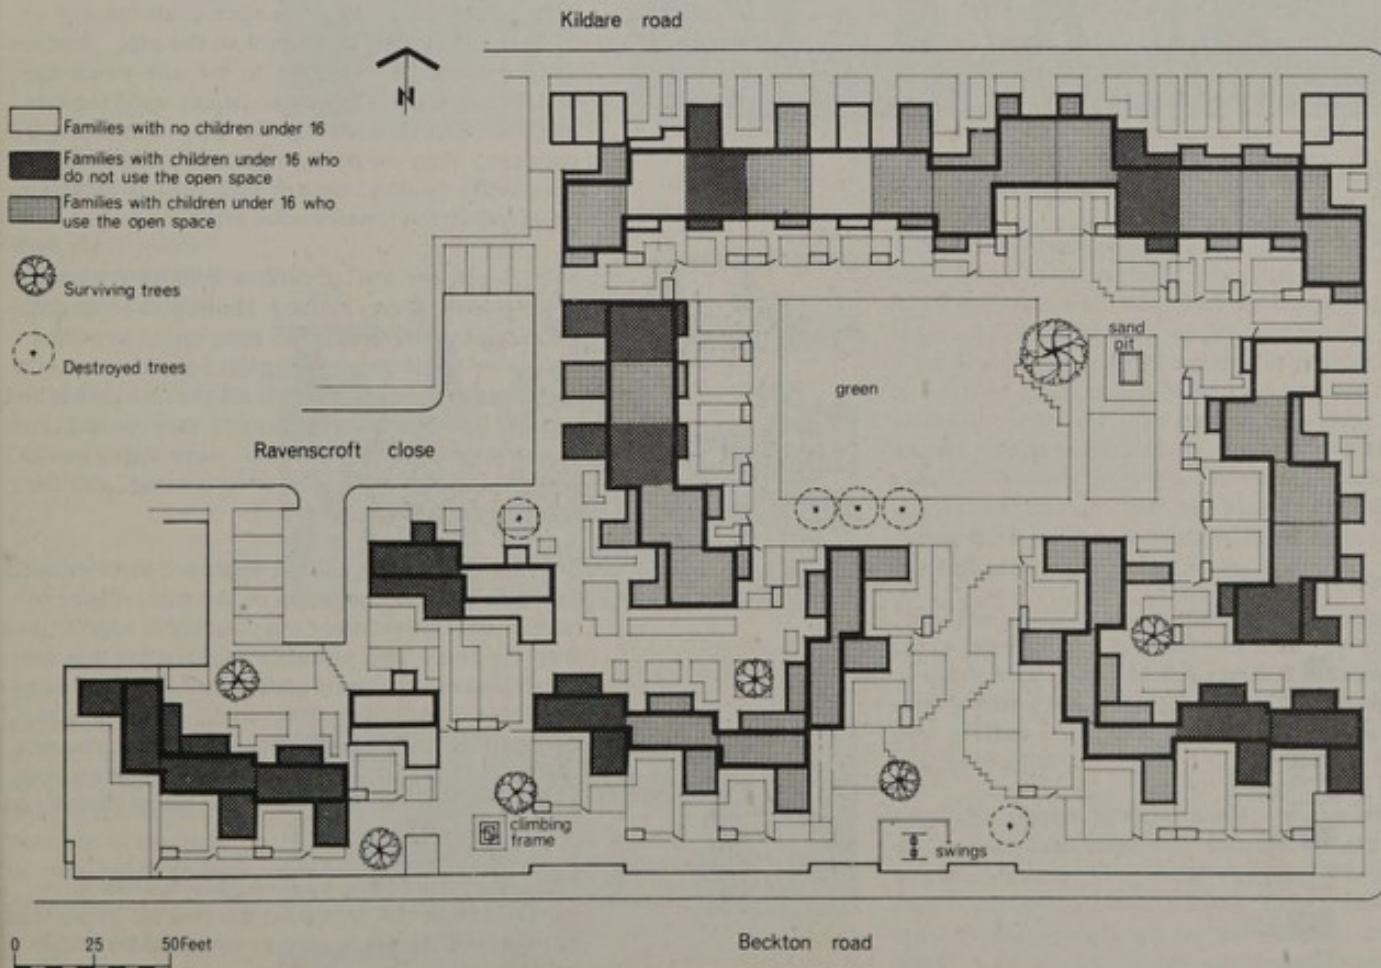 Kildare road
N
Families with no children under 16
Families with children under 16 who
do not use the open space
Families with children under 16 who
use the open space
Surviving trees
Destroyed trees
sand
pit
green
Ravenscroft close
climbing
frame
swings
0 25 50Feet
Beckton road